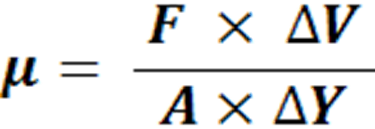 μ = F × ΔV / A × ΔY